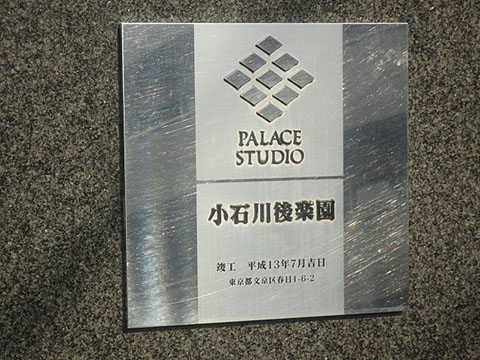 PALACE
STUDIO
小石川後楽園
竣工 平成13年7月吉日
東京都文京区春日1-6-2